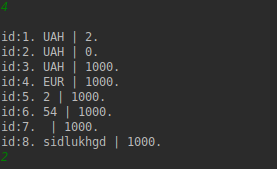 4
id:1. UAH | 2.
id:2. UAH | 0.
id:3. UAH | 1000.
id:4. EUR | 1000.
id:5. 2 | 1000.
id:6. 54 | 1000.
id:7.  | 1000.
id:8. sidlukhgd | 1000.
2